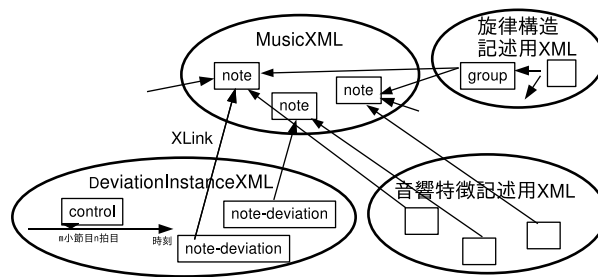 MusicXML
旋律構造
記述用XML
note
note
note
group
XLink
DeviationInstanceXML
音響特徴記述用XML
control
note-deviation
m小節目n拍目
時刻
note-deviation